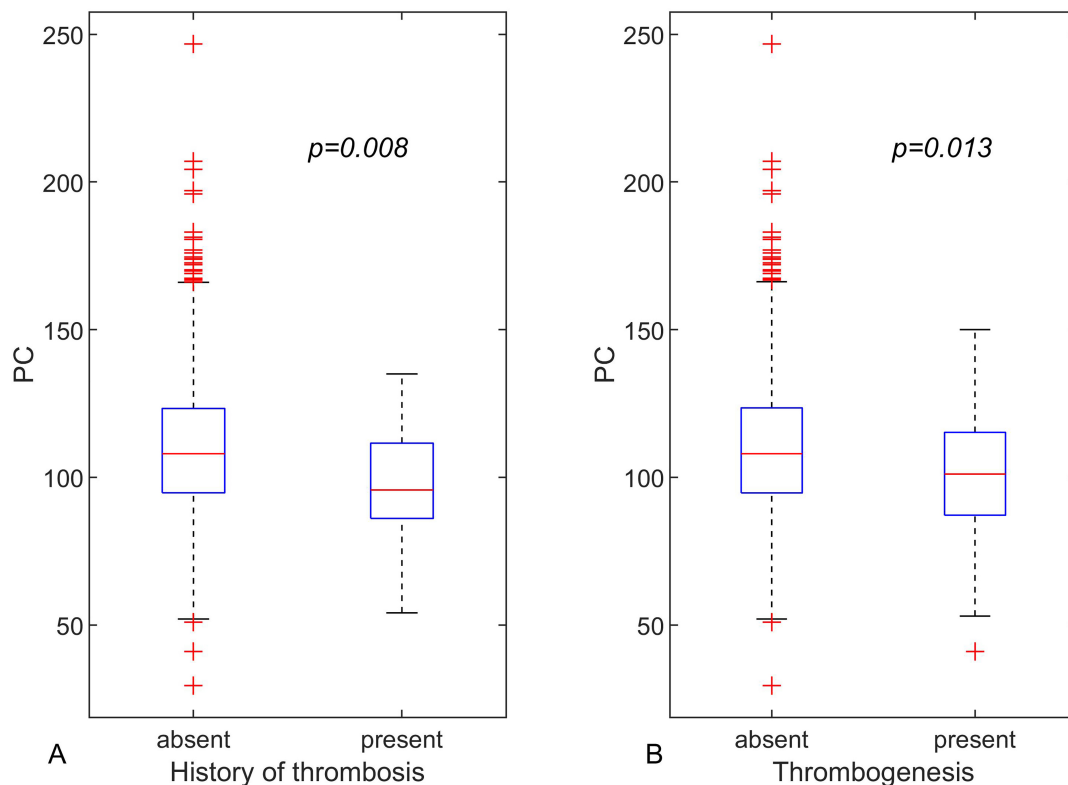 250
200
150
100
50
PC
p=0.008
absent
present
History of thrombosis
A
250
200
150
100
50
PC
p=0.013
absent
present
Thrombogenesis
B